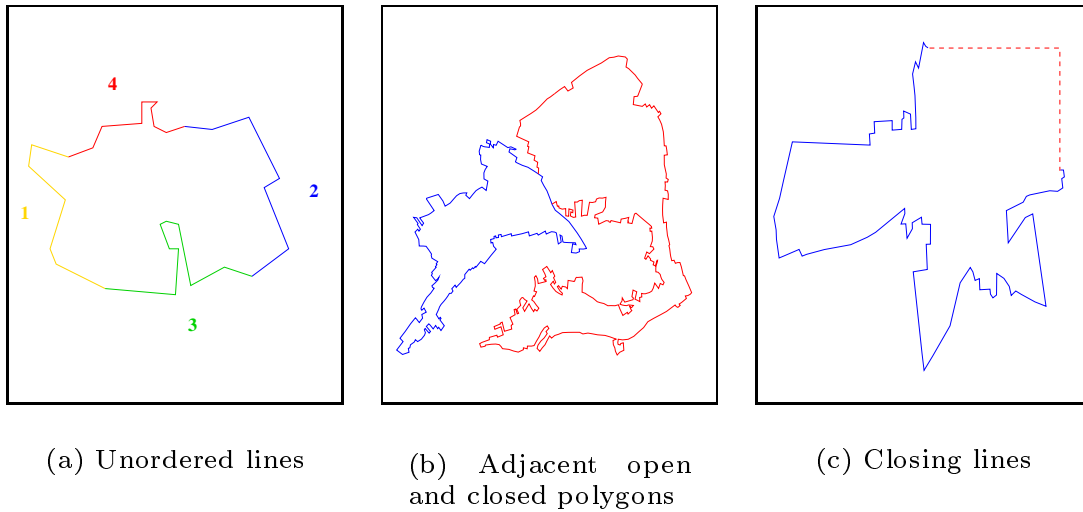 4
1
2
3
(a) Unordered lines
(b) Adjacent open
and closed polygons
(c) Closing lines